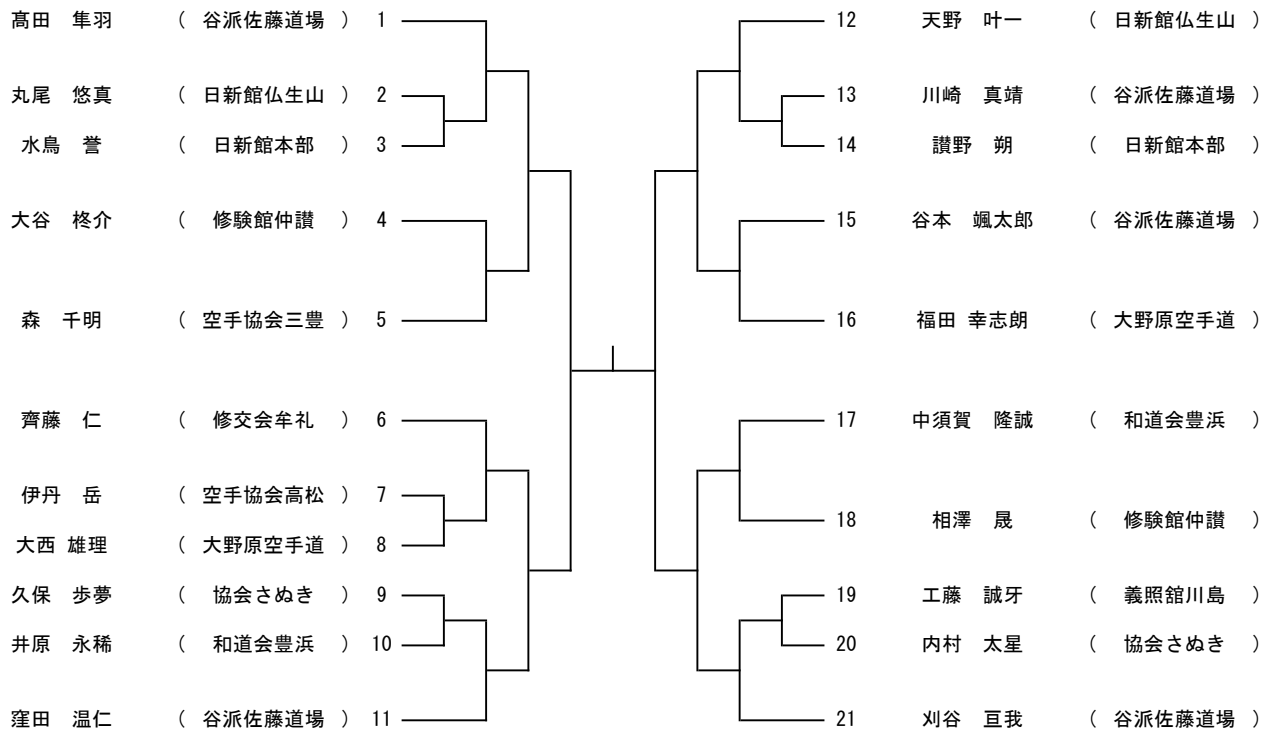 髙田　隼羽 （ 谷派佐藤道場 ） 1
丸尾　悠真 （ 日新館仏生山 ） 2
水鳥　誉 （ 日新館本部 ） 3
大谷　柊介 （ 修験館仲讃 ） 4
森　千明 （ 空手協会三豊 ） 5
齊藤　仁 （ 修交会牟礼 ） 6
伊丹　岳 （ 空手協会高松 ） 7
大西 雄理 （ 大野原空手道 ） 8
久保　歩夢 （ 協会さぬき ） 9
井原　永稀 （ 和道会豊浜 ） 10
窪田　温仁 （ 谷派佐藤道場 ） 11
12 天野　叶一 （ 日新館仏生山 ）
13 川崎　真靖 （ 谷派佐藤道場 ）
14 讃野　朔 （ 日新館本部 ）
15 谷本　颯太郎 （ 谷派佐藤道場 ）
16 福田 幸志朗 （ 大野原空手道 ）
17 中須賀　隆誠 （ 和道会豊浜 ）
18 相澤　晟 （ 修験館仲讃 ）
19 工藤　誠牙 （ 義照舘川島 ）
20 内村　太星 （ 協会さぬき ）
21 刈谷　亘我 （ 谷派佐藤道場 ）